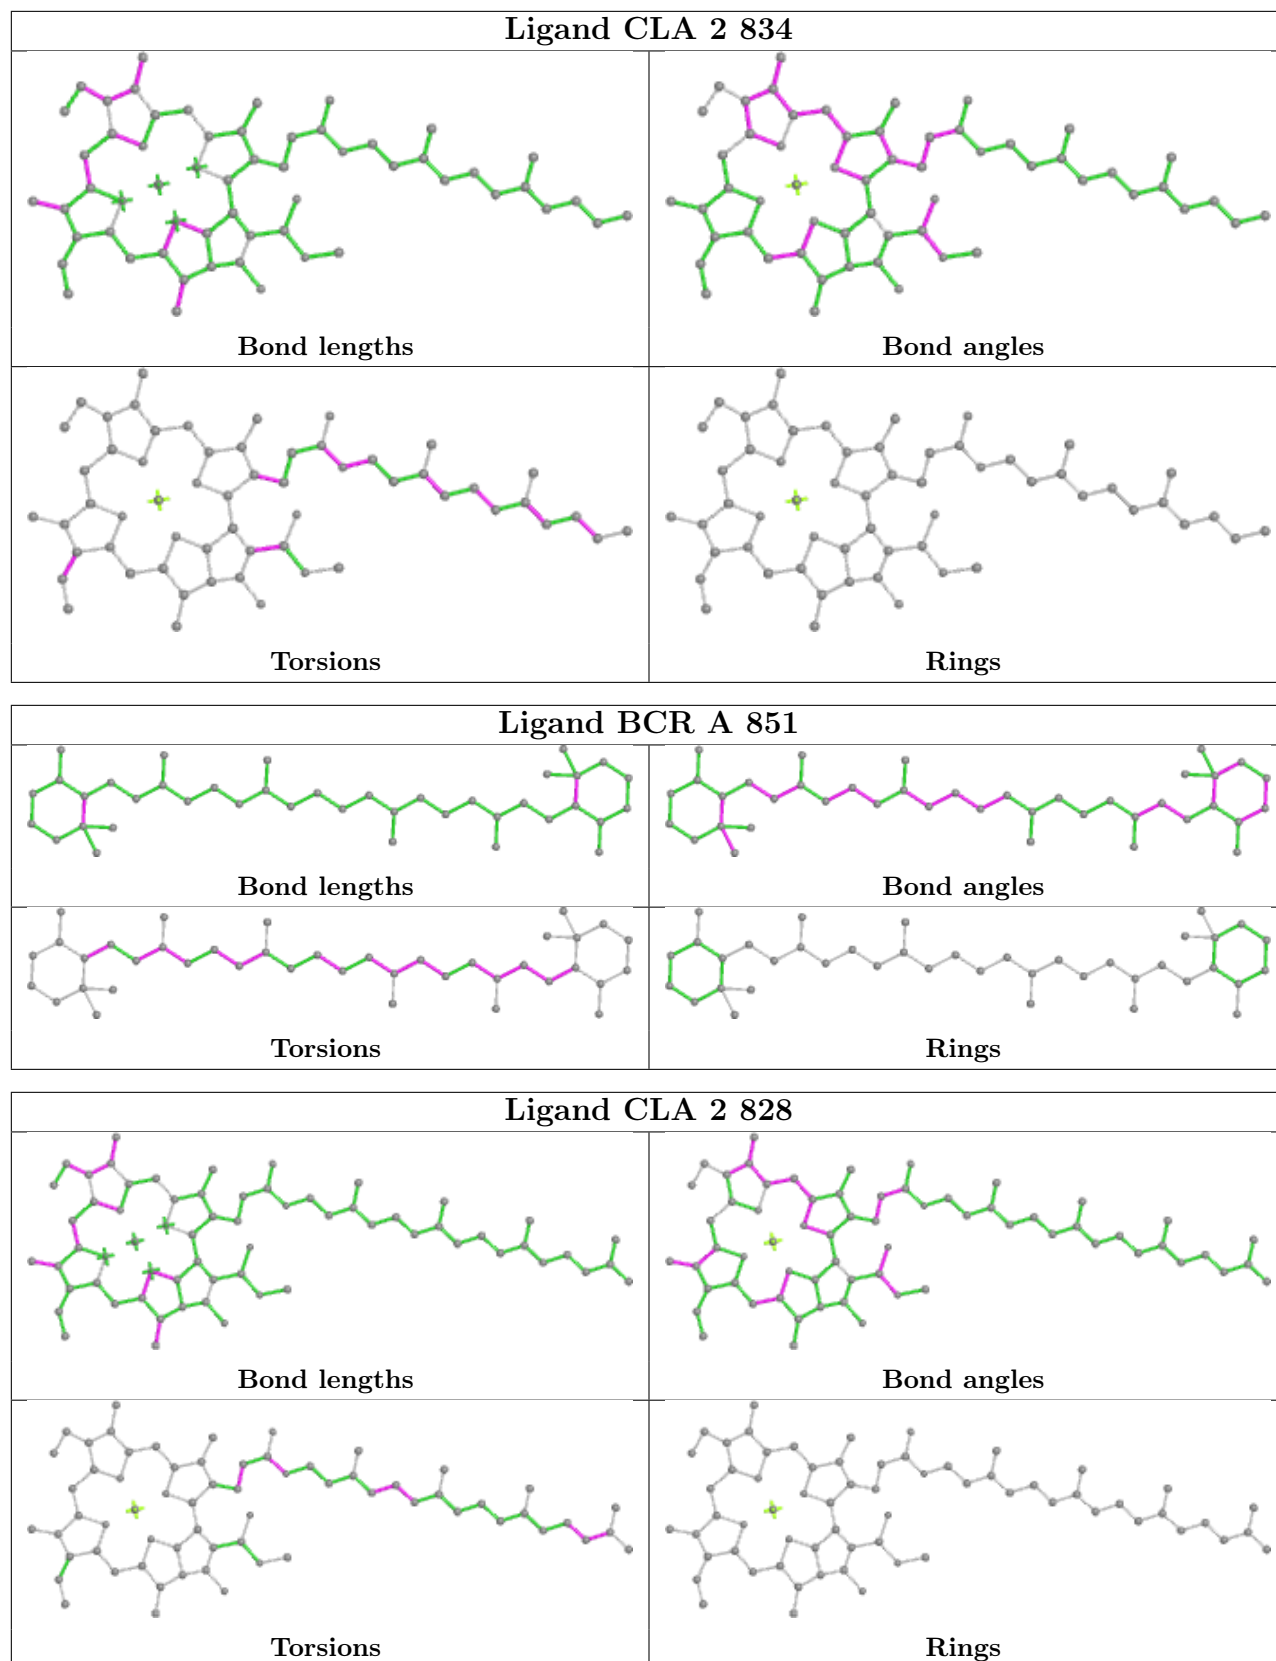 Ligand CLA 2 834
Bond lengths
Bond angles
Torsions
Rings
Ligand BCR A 851
Bond lengths
Bond angles
Torsions
Rings
Ligand CLA 2 828
Bond lengths
Bond angles
Torsions
Rings